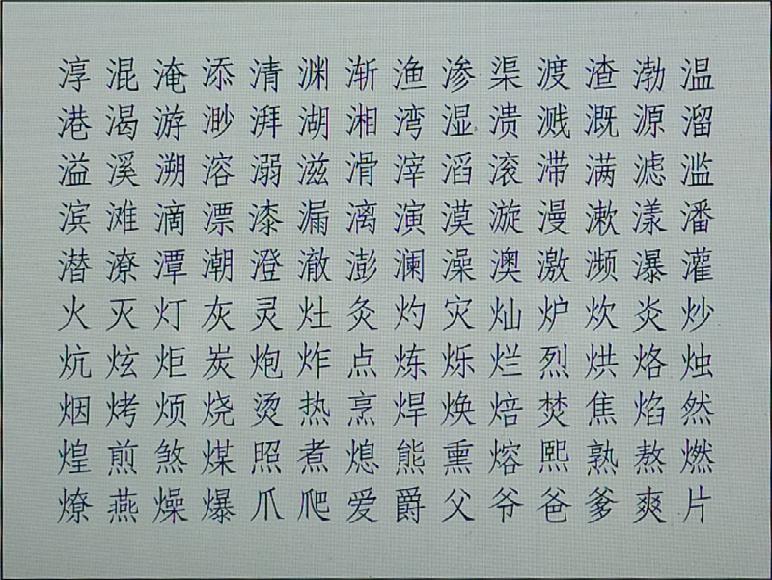 淳混淹添清渊渐渔渗渠渡渣渤温
港渴游渺湃湖湘湾湿溃溅溉源溜
溢溪溯溶溺滋滑滓滔滚滞满滤滥
滨滩滴漂漆漏漓演漠漩漫漱漾潘
潜潦潭潮澄澈澎澜澡澳激濒瀑灌
火灭灯灰灵灶灸灼灾灿炉炊炎炒
炕炫炬炭炮炸点炼烁烂烈烘烙烛
烟烤烦烧烫热烹焊焕焙焚焦焰然
煌煎煞煤照煮熄熊熏熔熙熟熬燃
燎燕燥爆爪爬爱爵父爷爸爹爽片